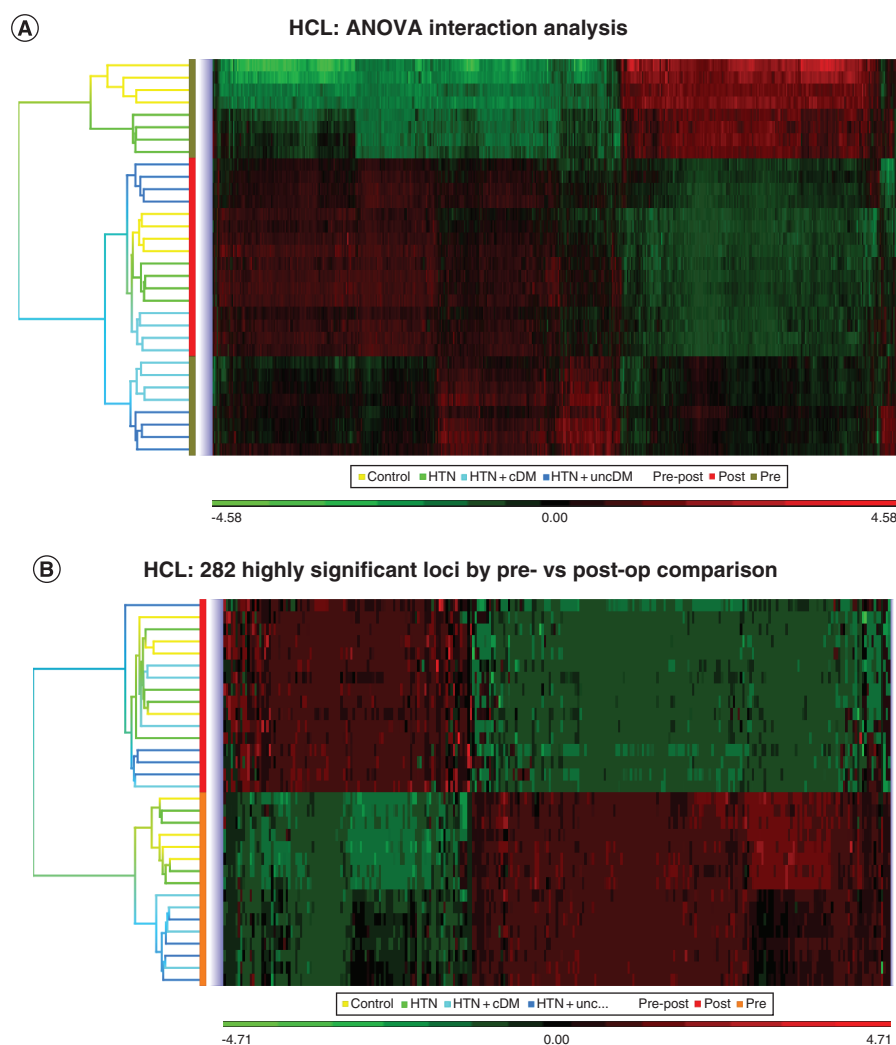 A
HCL: ANOVA interaction analysis
Control HTN HTN + cDM HTN + uncDM Pre-post Post Pre
-4.58 0.00 4.58
B
HCL: 282 highly significant loci by pre- vs post-op comparison
Control HTN HTN + cDM HTN + unc... Pre-post Post Pre
-4.71 0.00 4.71